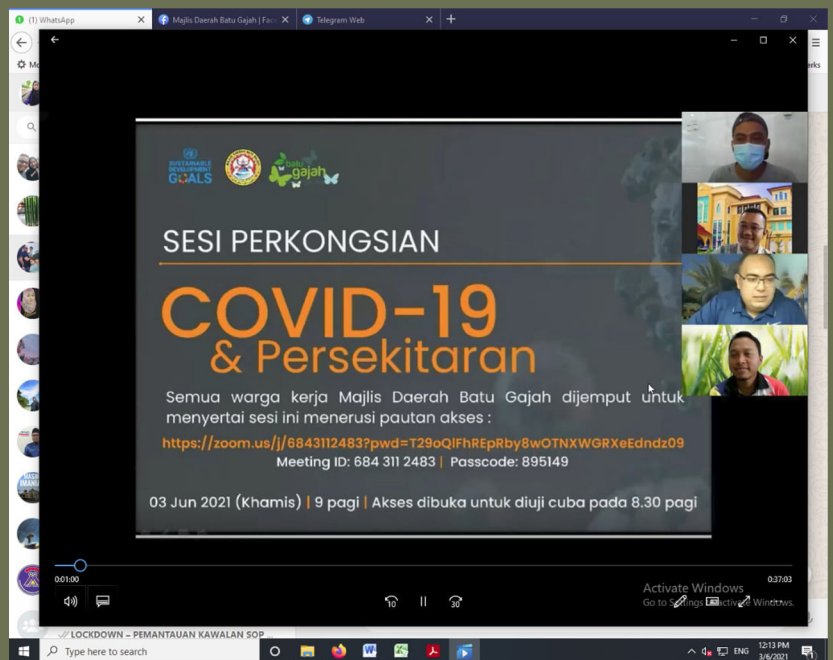 (1) WhatsApp
Majlis Daerah Batu Gajah | Fac
Telegram Web
SUSTAINABLE
DEVELOPMENT
GOALS
batu
gajah
SESI PERKONGSIAN
COVID-19
& Persekitaran
Semua warga kerja Majlis Daerah Batu Gajah dijemput untuk
menyertai sesi ini menerusi pautan akses :
https://zoom.us/j/6843112483?pwd=T29oQlFhREpRby8wOTNXWGRXeEdndz09
Meeting ID: 684 311 2483 | Passcode: 895149
03 Jun 2021 (Khamis) | 9 pagi | Akses dibuka untuk diuji cuba pada 8.30 pagi
0:01:00
0:37:03
10
30
Activate Windows
Go to Settings to activate Windows.
LOCKDOWN – PEMANTAUAN KAWALAN SOP ...
Type here to search
ENG
12:13 PM
3/6/2021